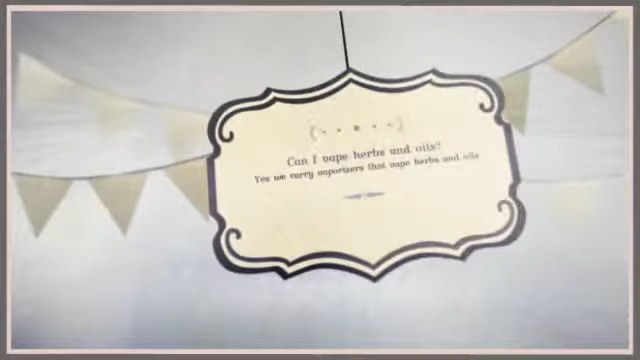 Can I vape herbs and oils?
Yes we carry vaporizers that vape herbs and oils